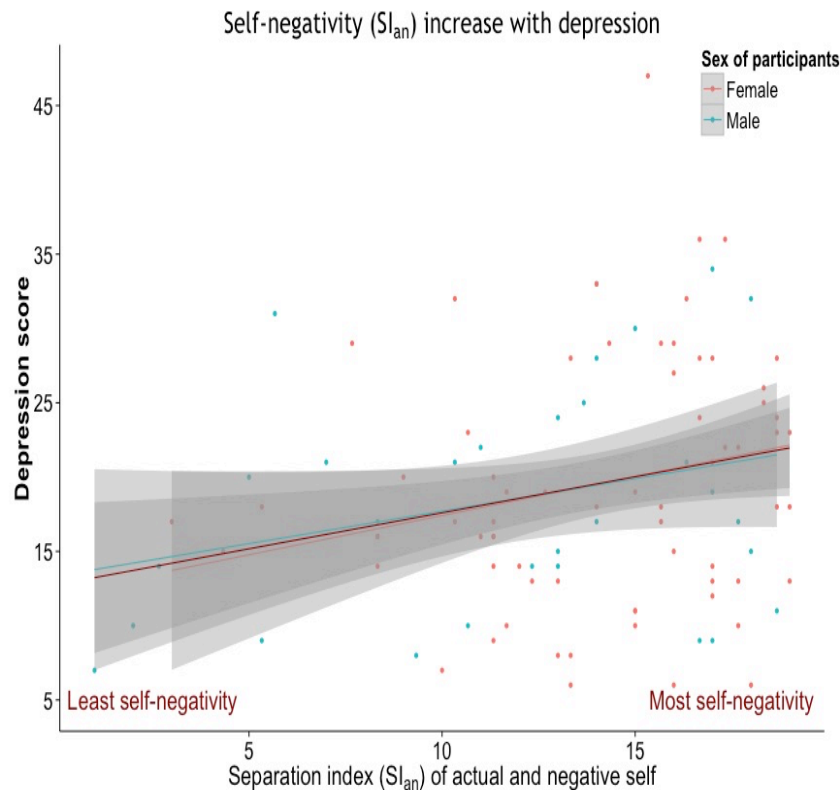 Self-negativity (SIan) increase with depression
Sex of participants
Female
Male
45
35
25
15
5
Depression score
Least self-negativity
Most self-negativity
5
10
15
Separation index (SIan) of actual and negative self